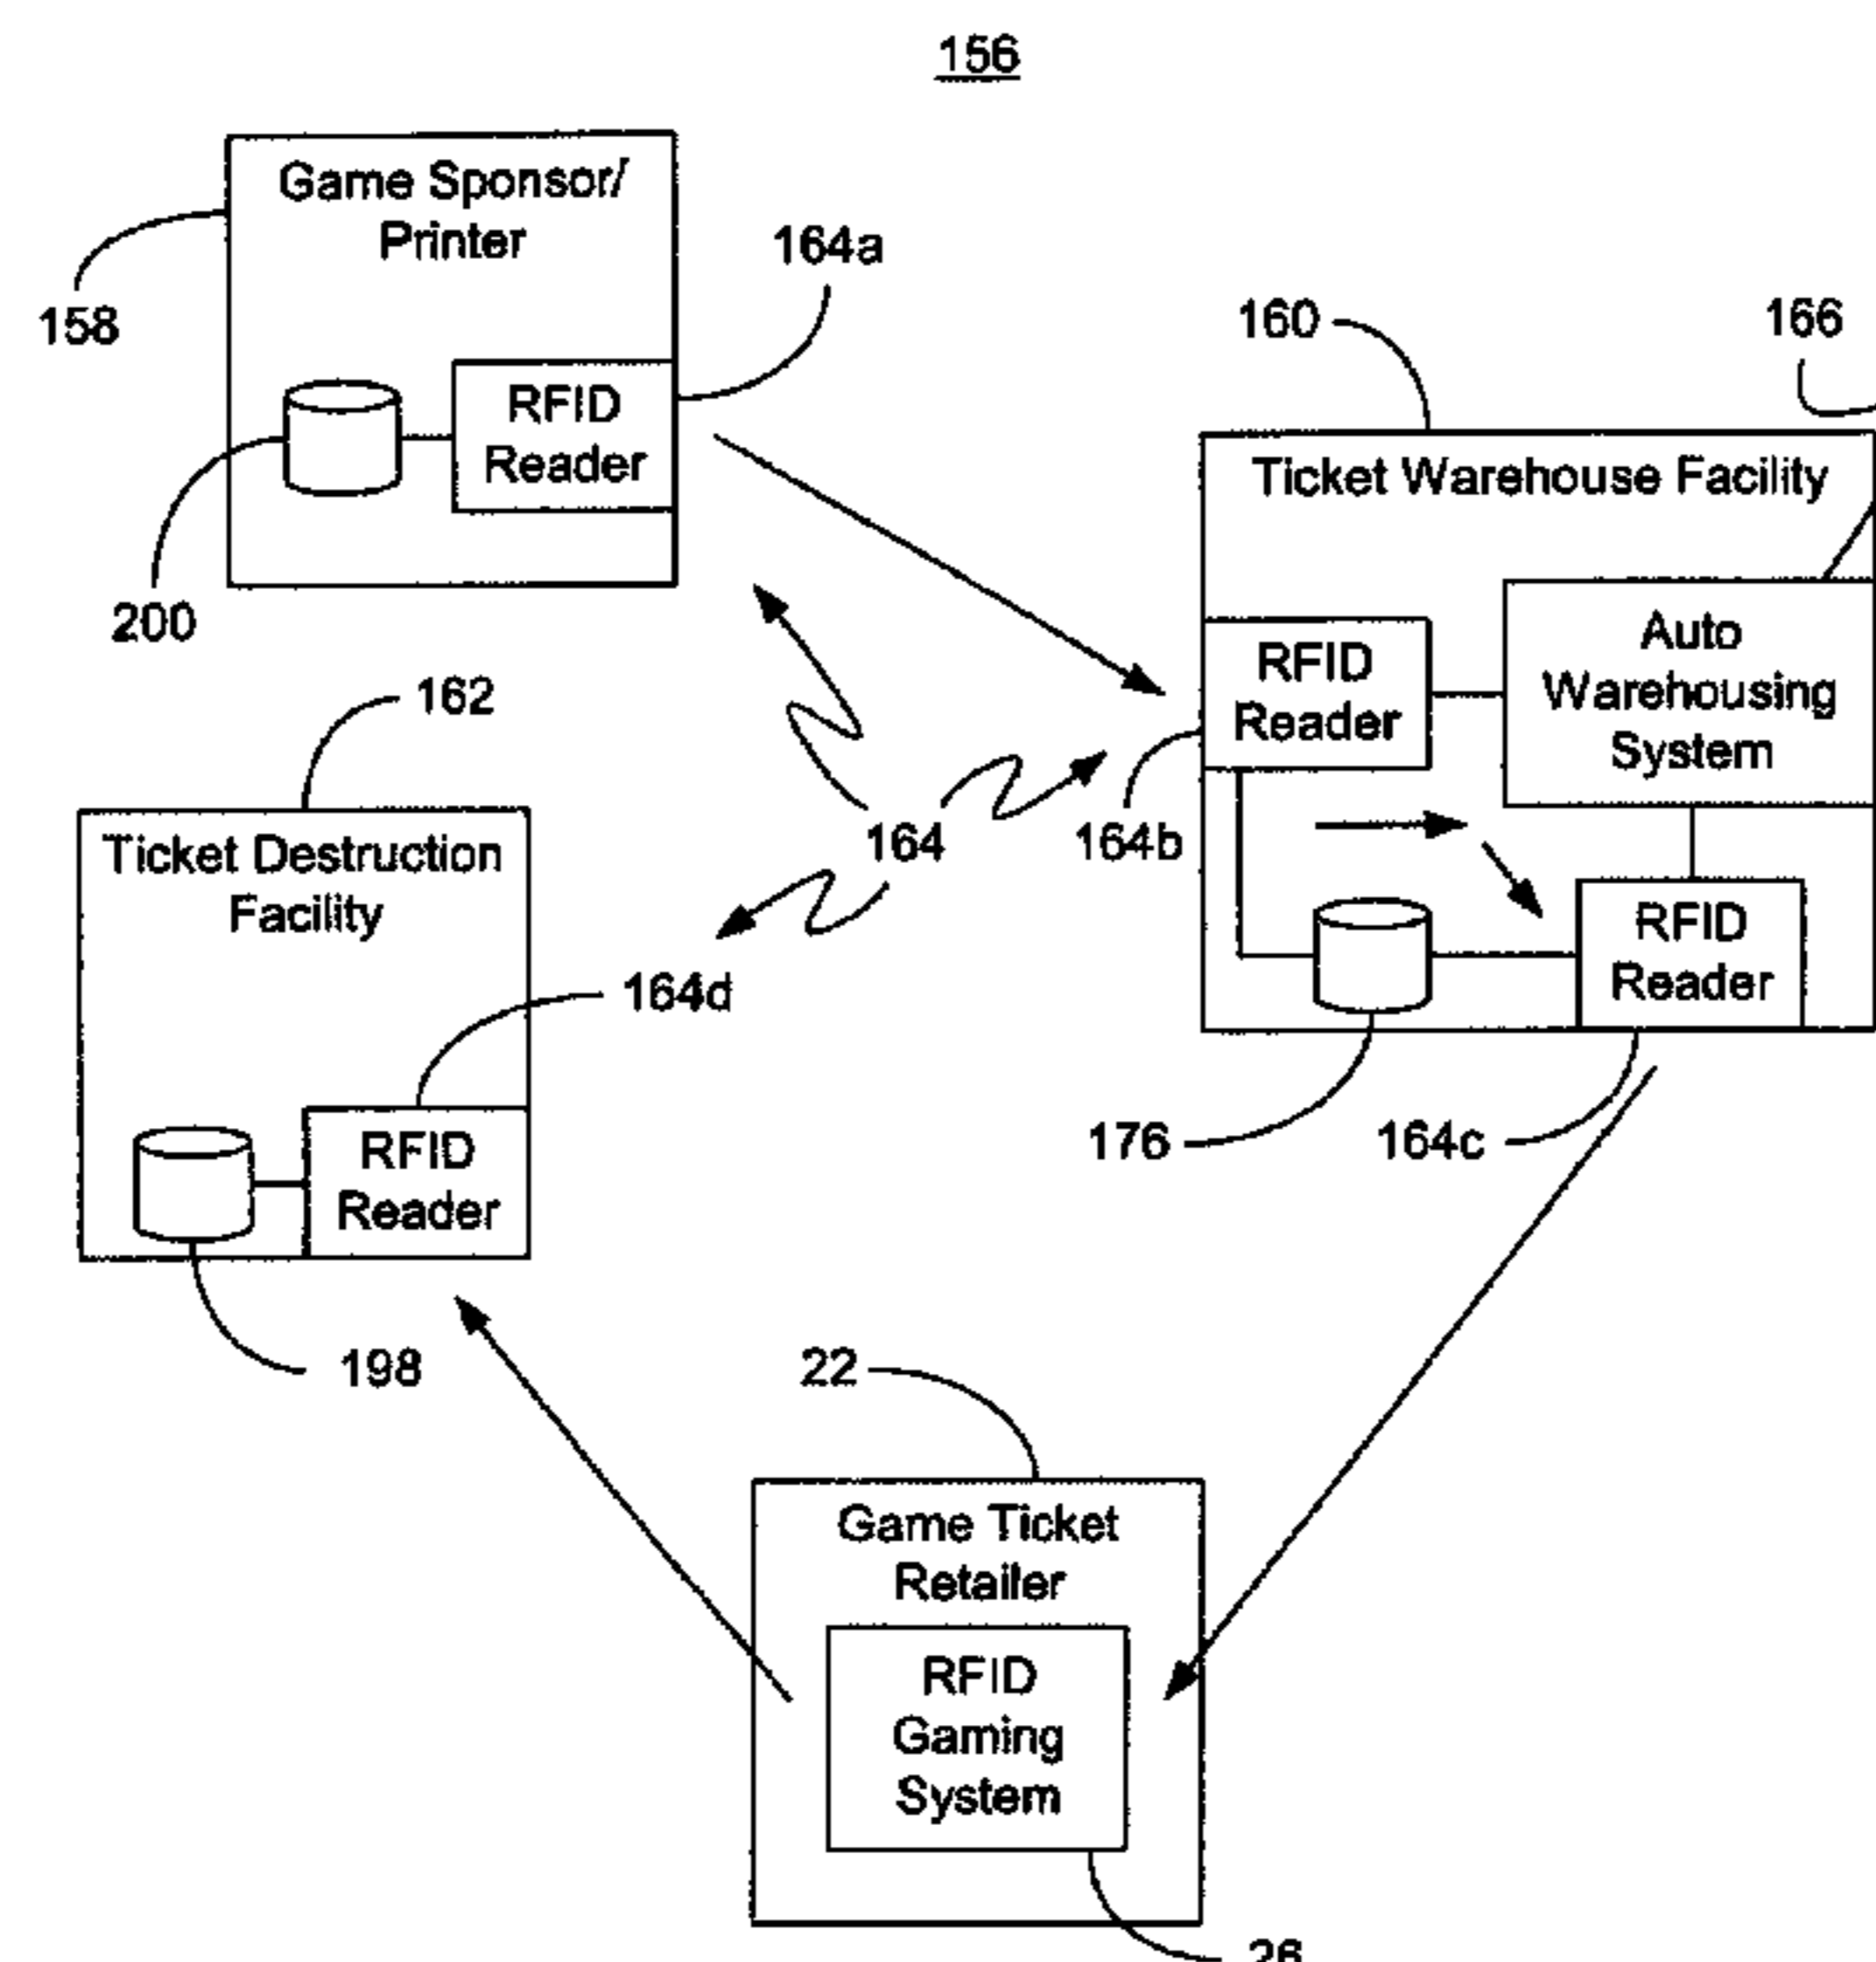 156
Game Sponsor/
Printer
158
164a
RFID
Reader
200
160
166
Ticket Warehouse Facility
RFID
Reader
Auto
Warehousing
System
164b
164
RFID
Reader
176
164c
162
Ticket Destruction
Facility
164d
RFID
Reader
198
22
Game Ticket
Retailer
RFID
Gaming
System